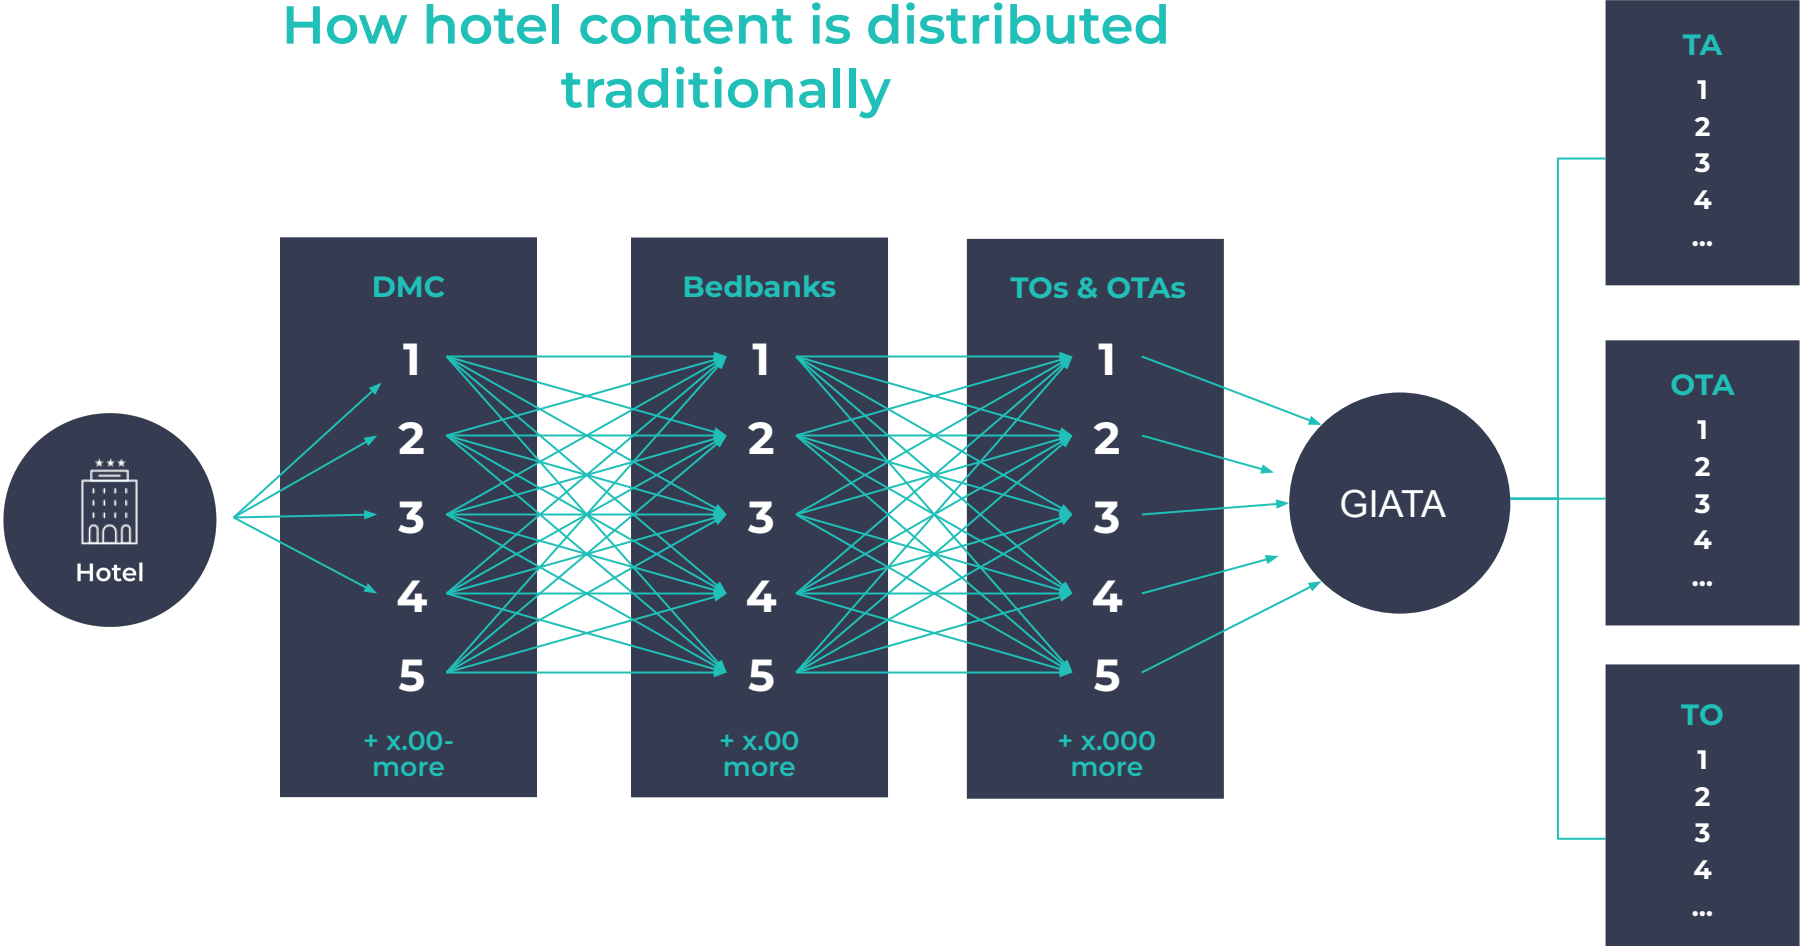 How hotel content is distributed
traditionally
Hotel
DMC
1
2
3
4
5
+ x.00-
more
Bedbanks
1
2
3
4
5
+ x.00
more
TOs & OTAs
1
2
3
4
5
+ x.000
more
GIATA
TA
1
2
3
4
...
OTA
1
2
3
4
...
TO
1
2
3
4
...